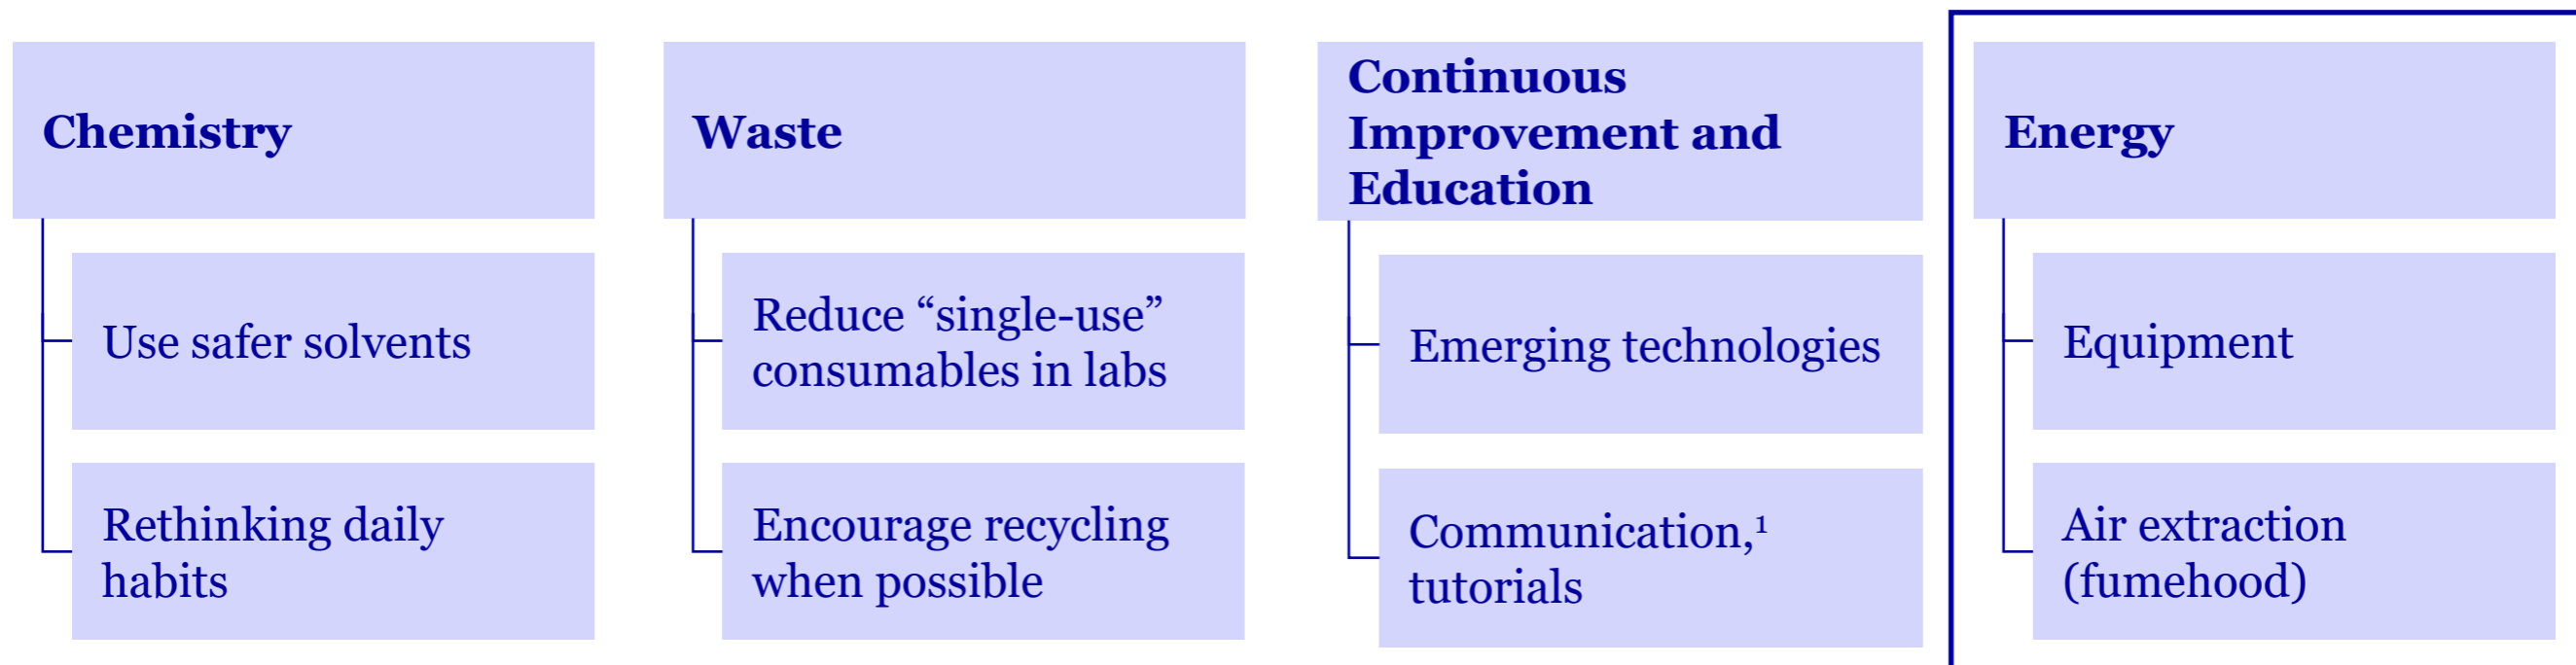 Chemistry
Use safer solvents
Rethinking daily
habits
Waste
Reduce “single-use”
consumables in labs
Encourage recycling
when possible
Continuous
Improvement and
Education
Emerging technologies
Communication,¹
tutorials
Energy
Equipment
Air extraction
(fumehood)